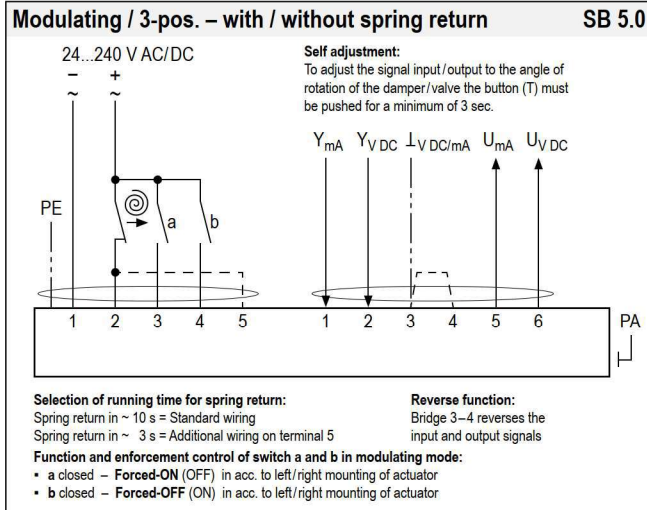 Modulating / 3-pos. – with / without spring return SB 5.0
24...240 V AC/DC
– +
~ ~
Self adjustment:
To adjust the signal input/output to the angle of
rotation of the damper/valve the button (T) must
be pushed for a minimum of 3 sec.
YmA YV DC ⊥V DC/mA UmA UV DC
PE
a b
1 2 3 4 5 1 2 3 4 5 6 PA
Selection of running time for spring return:
Spring return in ~ 10 s = Standard wiring
Spring return in ~ 3 s = Additional wiring on terminal 5
Reverse function:
Bridge 3–4 reverses the
input and output signals
Function and enforcement control of switch a and b in modulating mode:
▪ a closed – Forced-ON (OFF) in acc. to left/right mounting of actuator
▪ b closed – Forced-OFF (ON) in acc. to left/right mounting of actuator